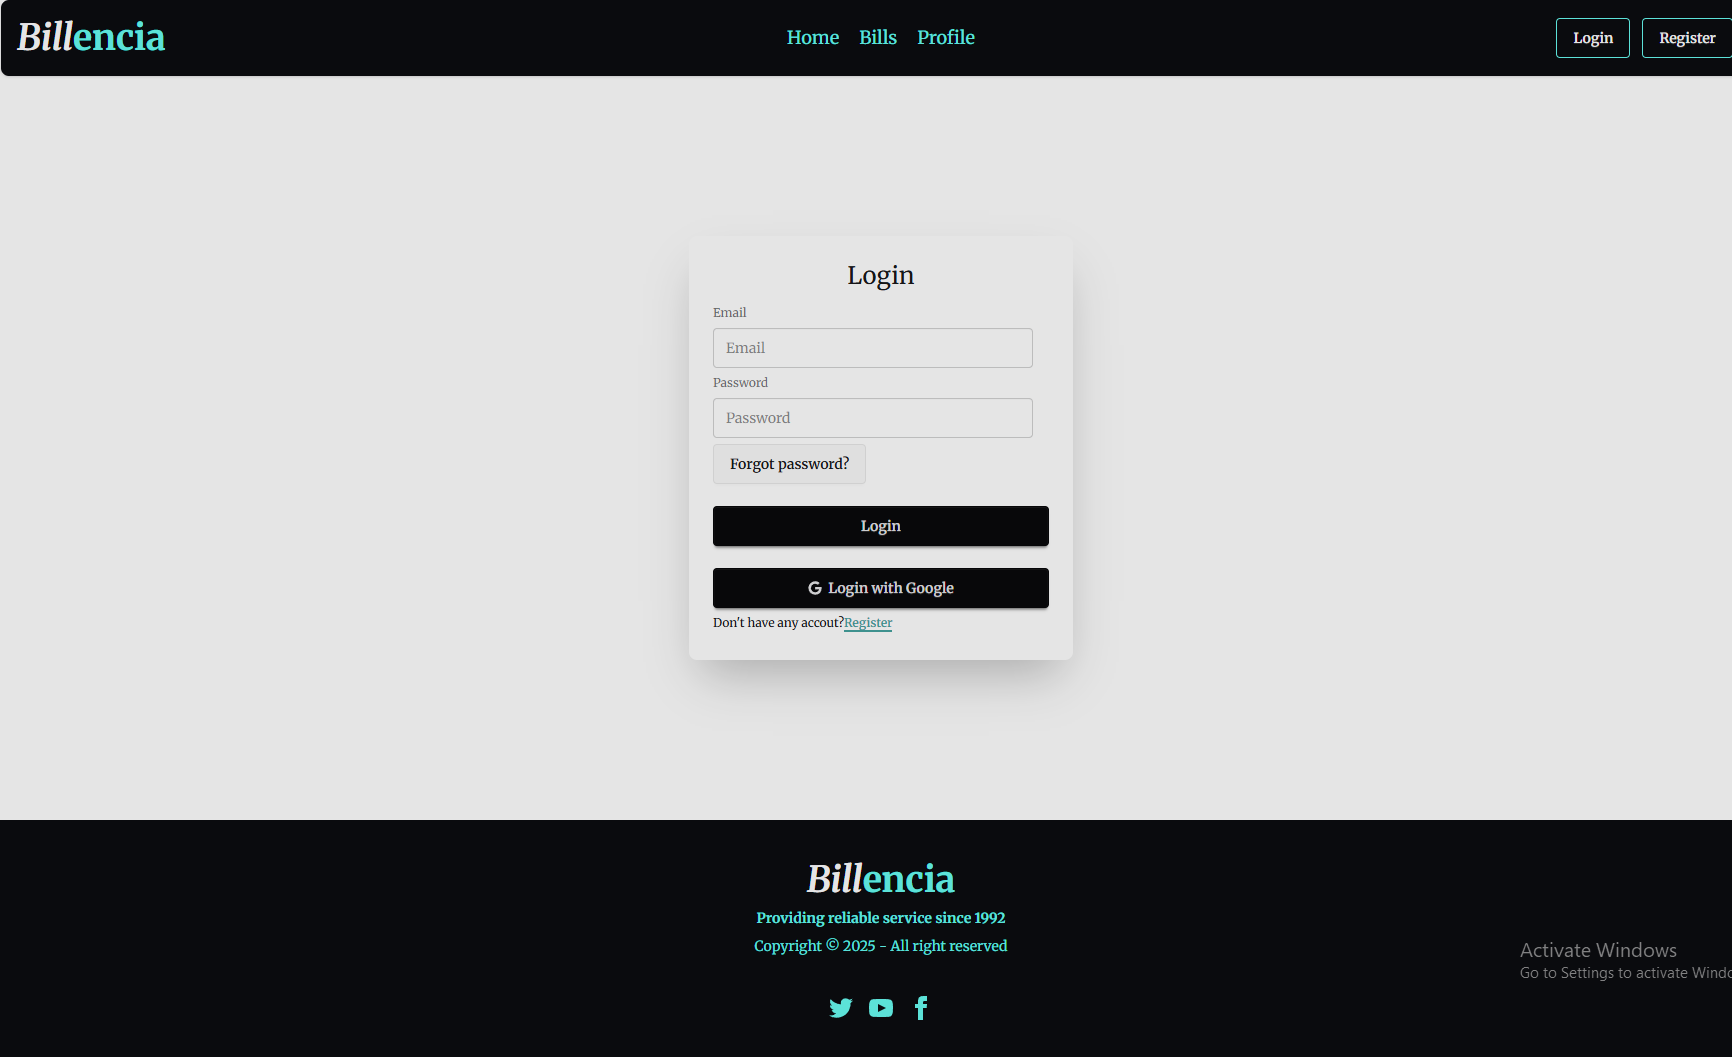 Billencia
Home Bills Profile
Login Register
Login
Email
Email
Password
Password
Forgot password?
Login
Login with Google
Don't have any accout?Register
Billencia
Providing reliable service since 1992
Copyright © 2025 - All right reserved
Activate Windows
Go to Settings to activate